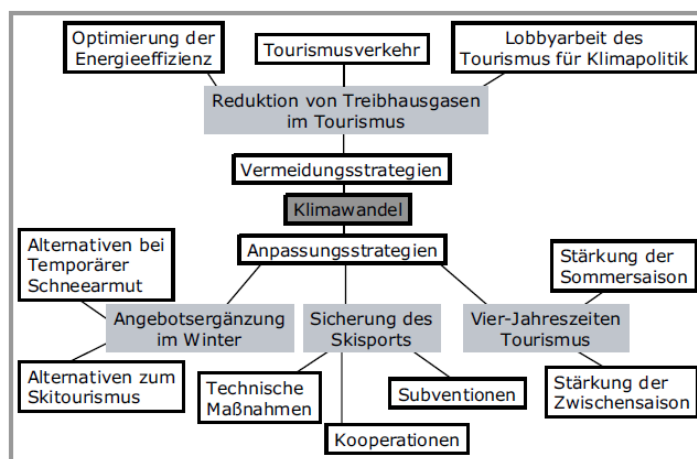 Optimierung der
Energieeffizienz
Tourismusverkehr
Lobbyarbeit des
Tourismus für Klimapolitik
Reduktion von Treibhausgasen
im Tourismus
Vermeidungsstrategien
Klimawandel
Anpassungsstrategien
Alternativen bei
Temporärer
Schneearmut
Stärkung der
Sommersaison
Angebotsergänzung
im Winter
Sicherung des
Skisports
Vier-Jahreszeiten
Tourismus
Alternativen zum
Skitourismus
Technische
Maßnahmen
Kooperationen
Subventionen
Stärkung der
Zwischensaison